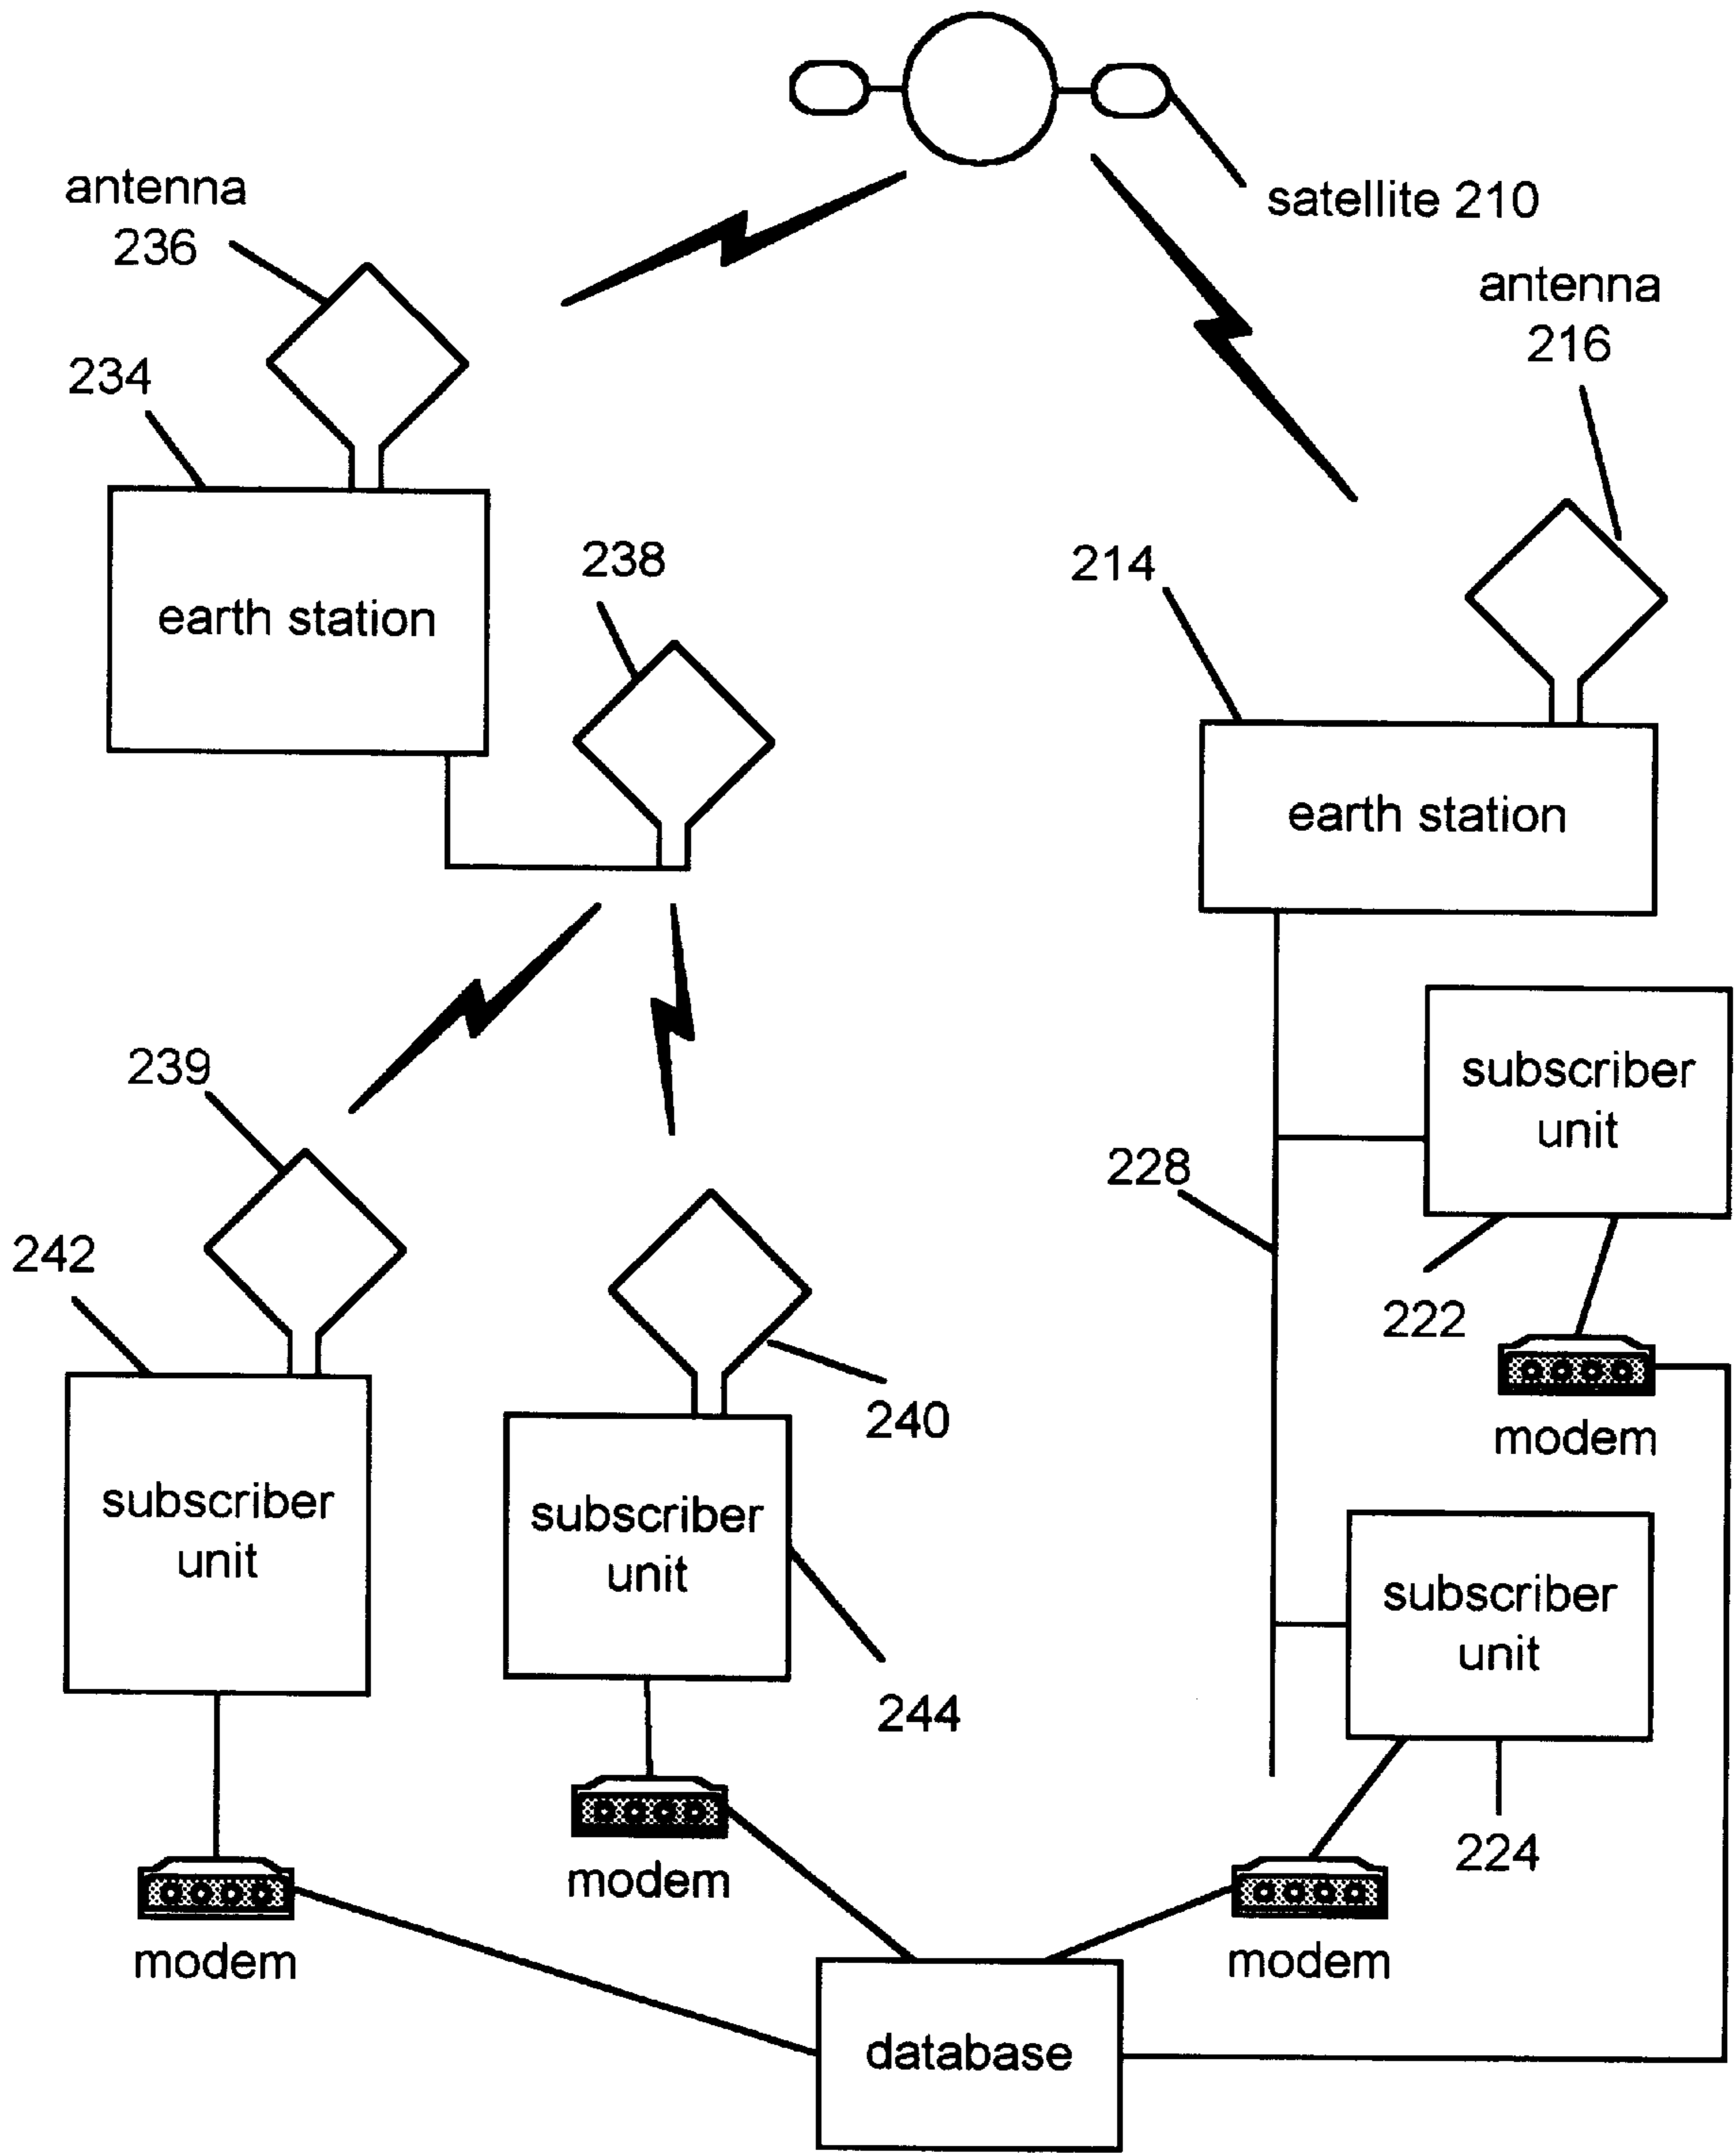 satellite 210
antenna
236
antenna
216
234
earth station
238
214
earth station
239
subscriber
unit
228
242
222
240
modem
subscriber
unit
subscriber
unit
subscriber
unit
244
224
modem
modem
modem
database